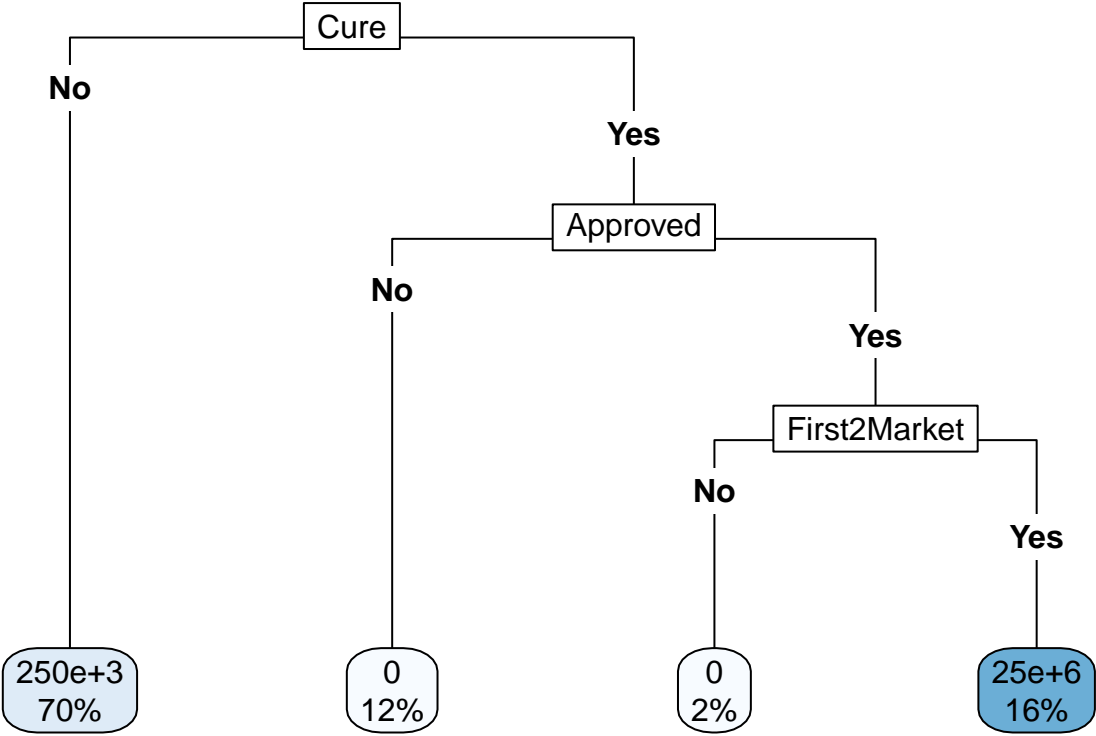 Cure
No
Yes
Approved
No
Yes
First2Market
No
Yes
250e+3
70%
0
12%
0
2%
25e+6
16%